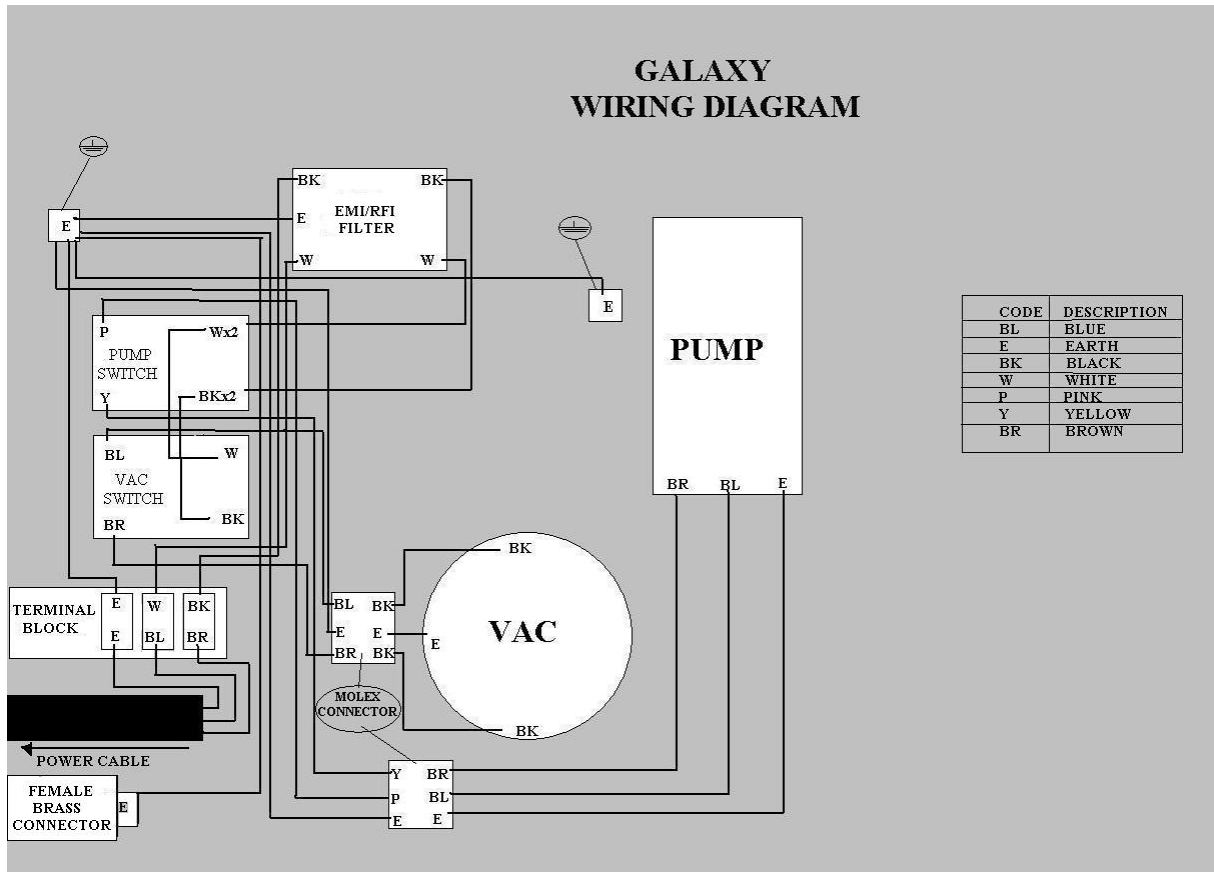 GALAXY
WIRING DIAGRAM
BK
BK
EMI/RFI
FILTER
E
W
W
E
E
P
Wx2
PUMP
SWITCH
Y
BKx2
BL
W
VAC
SWITCH
BR
BK
PUMP
BR
BL
E
CODE DESCRIPTION
BL BLUE
E EARTH
BK BLACK
W WHITE
P PINK
Y YELLOW
BR BROWN
TERMINAL
BLOCK
E
W
BK
E
BL
BR
BL
BK
E
E
BR
BK
BK
VAC
E
BK
MOLEX
CONNECTOR
POWER CABLE
FEMALE
BRASS
CONNECTOR
E
Y
BR
P
BL
E
E